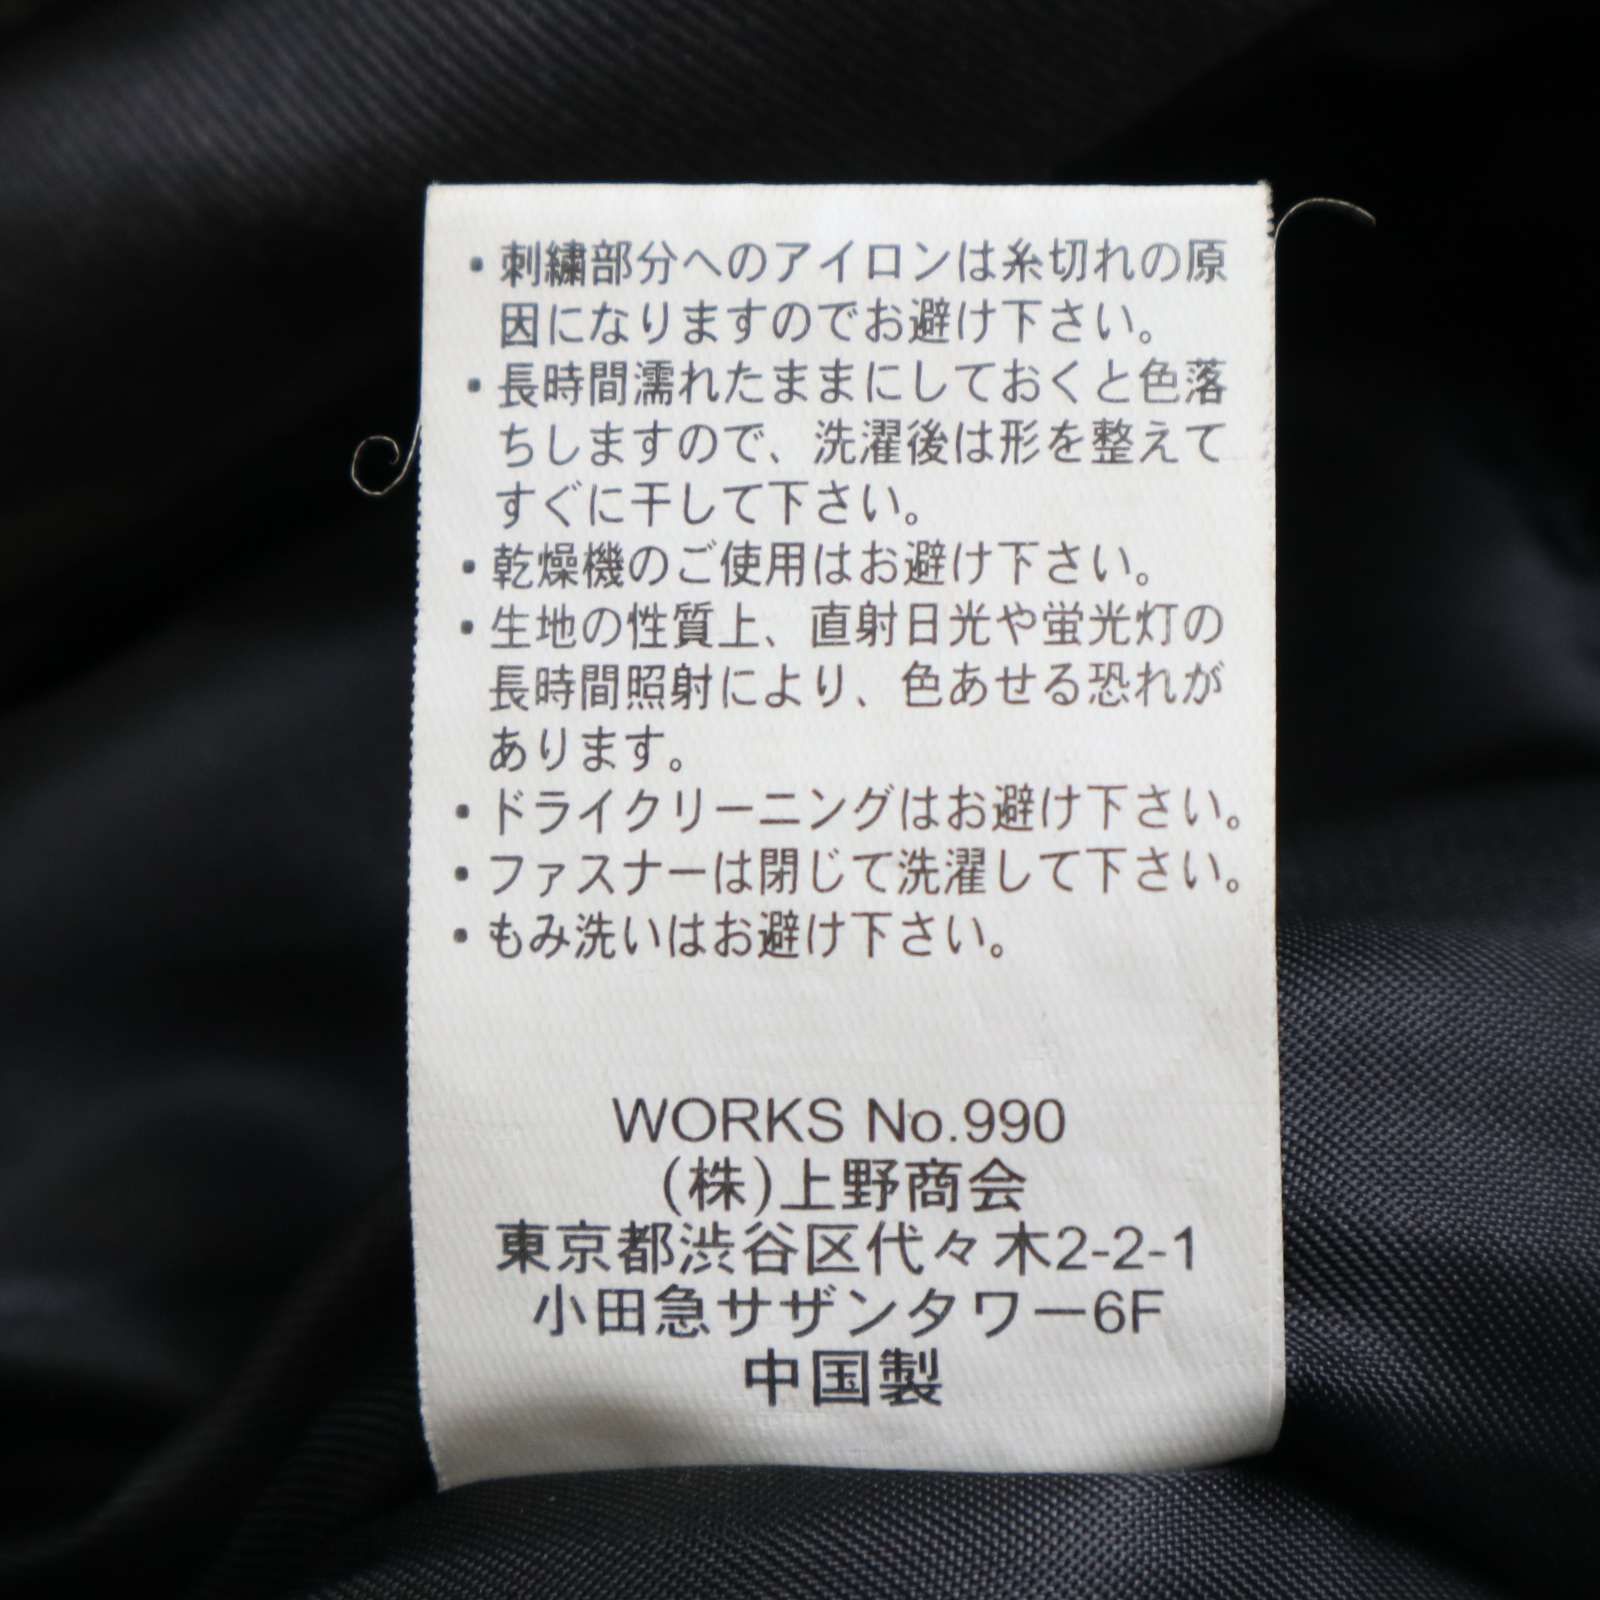 ・刺繍部分へのアイロンは糸切れの原
因になりますのでお避け下さい。
・長時間濡れたままにしておくと色落
ちしますので、洗濯後は形を整えて
すぐに干して下さい。
・乾燥機のご使用はお避け下さい。
・生地の性質上、直射日光や蛍光灯の
長時間照射により、色あせる恐れが
あります。
・ドライクリーニングはお避け下さい。
・ファスナーは閉じて洗濯して下さい。
・もみ洗いはお避け下さい。
WORKS No.990
(株)上野商会
東京都渋谷区代々木2-2-1
小田急サザンタワー6F
中国製